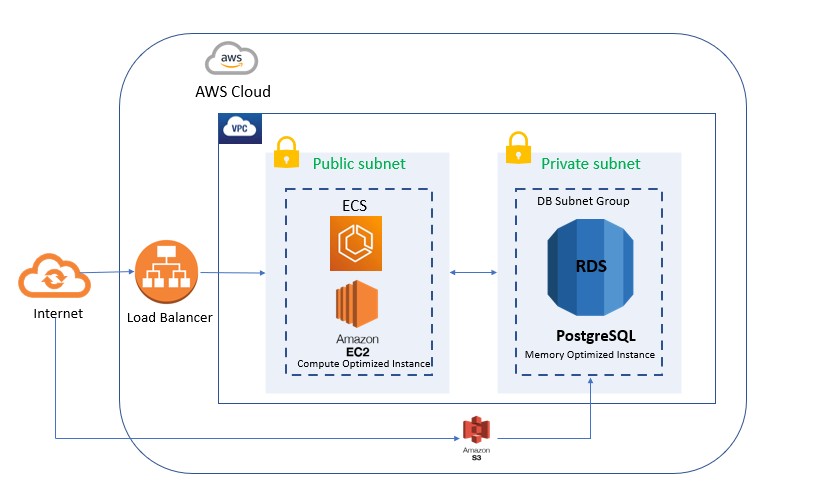 aws
AWS Cloud
VPC
Public subnet
Private subnet
ECS
DB Subnet Group
RDS
Internet
Load Balancer
Amazon
EC2
Compute Optimized Instance
PostgreSQL
Memory Optimized Instance
Amazon
S3